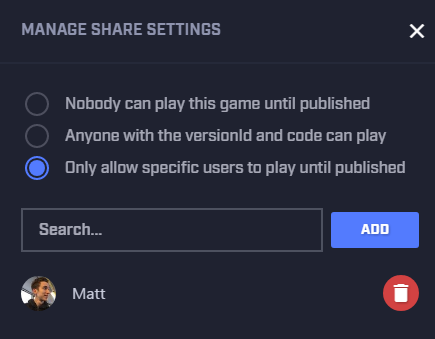 MANAGE SHARE SETTINGS
Nobody can play this game until published
Anyone with the versionId and code can play
Only allow specific users to play until published
Search...
ADD
Matt